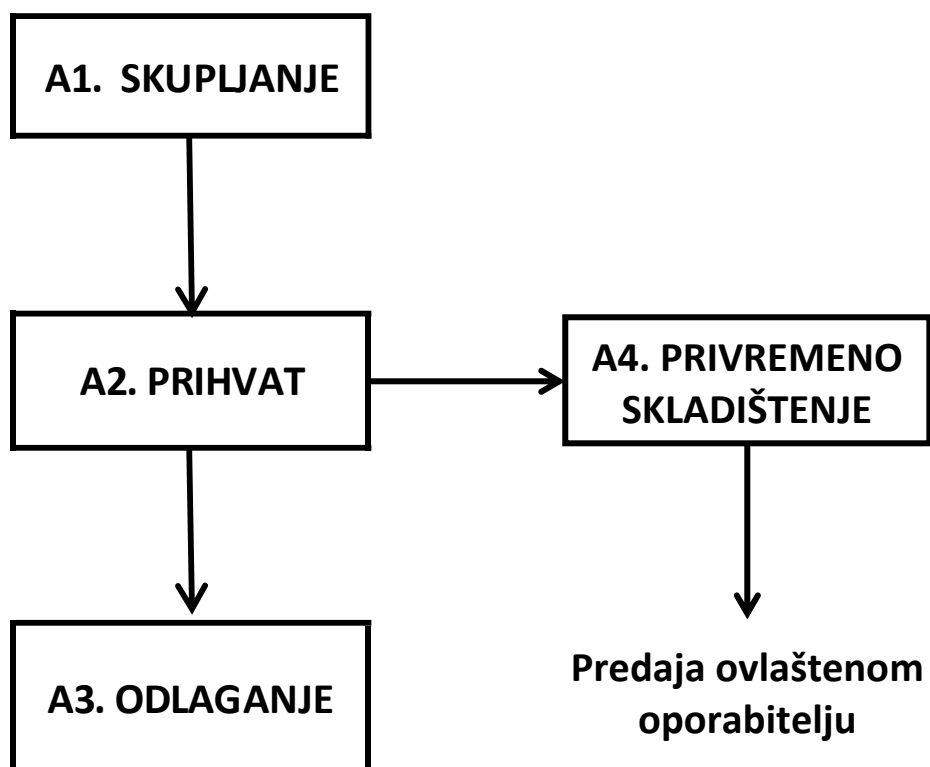 A1. SKUPLJANJE
A2. PRIHVAT
A4. PRIVREMENO
SKLADIŠTENJE
A3. ODLAGANJE
Predaja ovlaštenom
oporabitelju